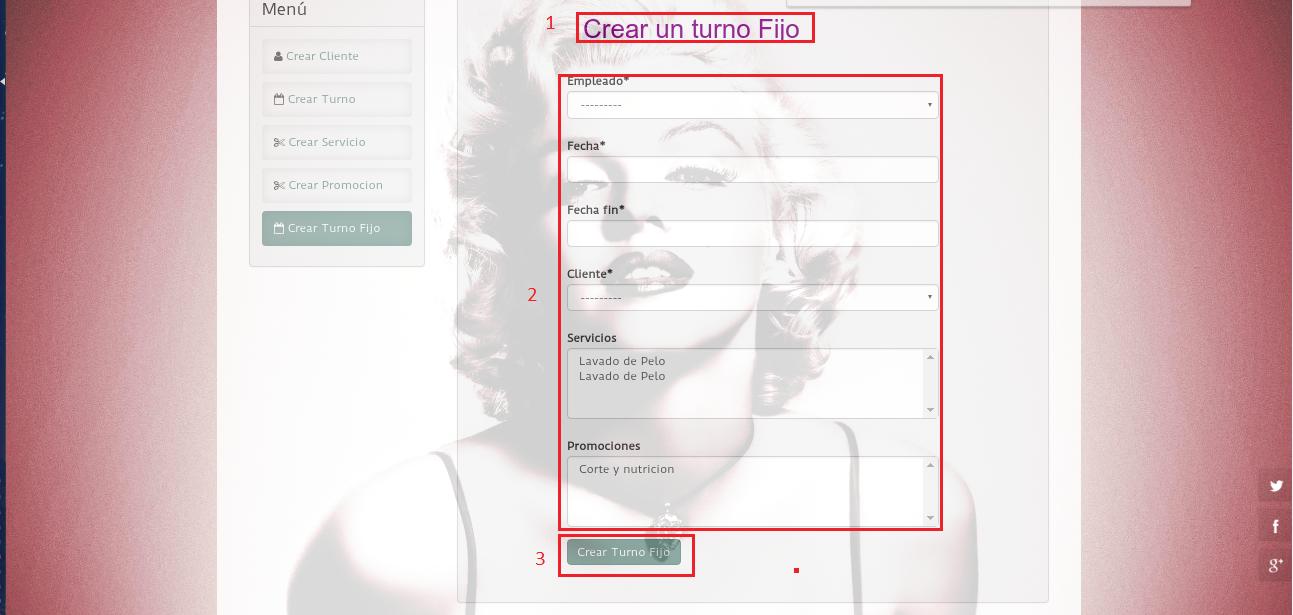 Menú
Crear Cliente
Crear Turno
Crear Servicio
Crear Promocion
Crear Turno Fijo
1
Crear un turno Fijo
2
Empleado*
---------
Fecha*
Fecha fin*
Cliente*
---------
Servicios
Lavado de Pelo
Lavado de Pelo
Promociones
Corte y nutricion
3
Crear Turno Fijo